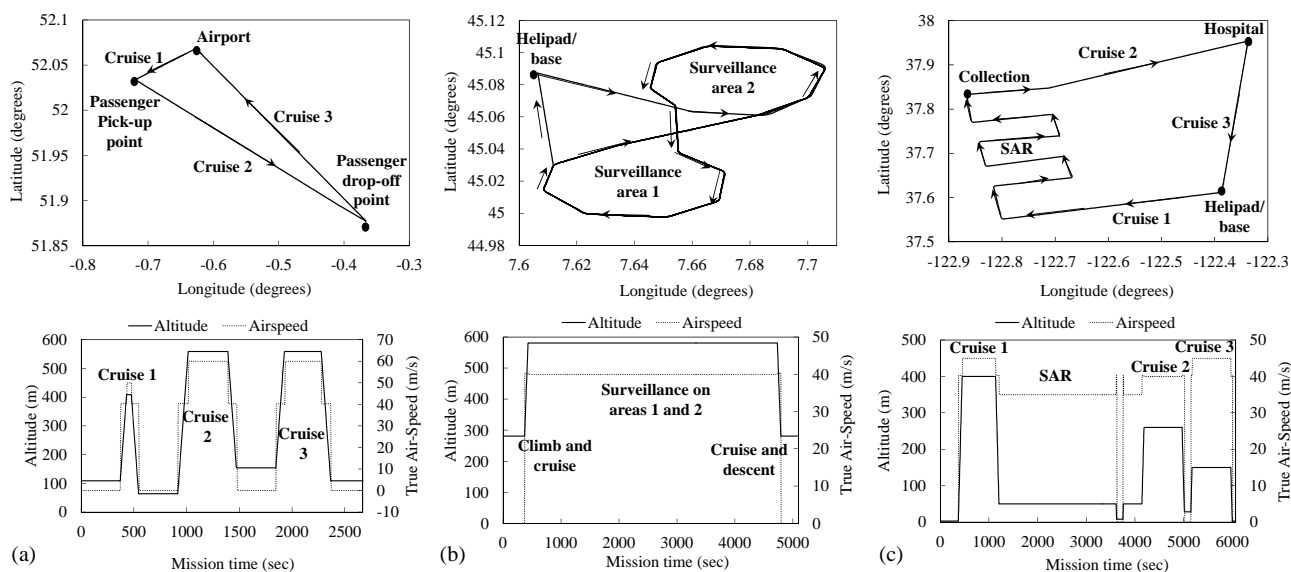 52.1
52.05
52
51.95
51.9
51.85
-0.8
-0.7
-0.6
-0.5
-0.4
-0.3
Latitude (degrees)
Longitude (degrees)
Airport
Cruise 1
Passenger
Pick-up
point
Cruise 2
Cruise 3
Passenger
drop-off
point
45.12
45.1
45.08
45.06
45.04
45.02
45
44.98
7.6
7.62
7.64
7.66
7.68
7.7
Latitude (degrees)
Longitude (degrees)
Helipad/
base
Surveillance
area 2
Surveillance
area 1
38
37.9
37.8
37.7
37.6
37.5
-122.9
-122.8
-122.7
-122.6
-122.5
-122.4
-122.3
Latitude (degrees)
Longitude (degrees)
Hospital
Cruise 2
Collection
SAR
Cruise 3
Cruise 1
Helipad/
base
Altitude
Airspeed
600
500
400
300
200
100
0
70
60
50
40
30
20
10
0
-10
0
500
1000
1500
2000
2500
Altitude (m)
True Air-Speed (m/s)
Mission time (sec)
Cruise 1
Cruise
2
Cruise
3
(a)
Altitude
Airspeed
600
500
400
300
200
100
0
50
40
30
20
10
0
0
1000
2000
3000
4000
5000
Altitude (m)
True Air-Speed (m/s)
Mission time (sec)
Surveillance on
areas 1 and 2
Climb and
cruise
Cruise and
descent
(b)
Altitude
Airspeed
500
400
300
200
100
0
50
40
30
20
10
0
0
1000
2000
3000
4000
5000
6000
Altitude (m)
True Air-Speed (m/s)
Mission time (sec)
Cruise 1
SAR
Cruise 2
Cruise 3
(c)